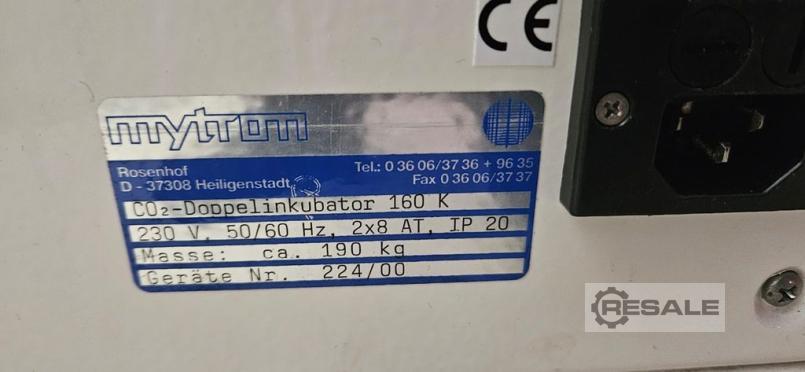 CE
mytrom
Rosenhof
D - 37308 Heiligenstadt
Tel.: 0 36 06/37 36 + 96 35
Fax 0 36 06/37 37
CO₂-Doppelinkubator 160 K
230 V, 50/60 Hz, 2x8 AT, IP 20
Masse: ca. 190 kg
Geräte Nr. 224/00
RESALE